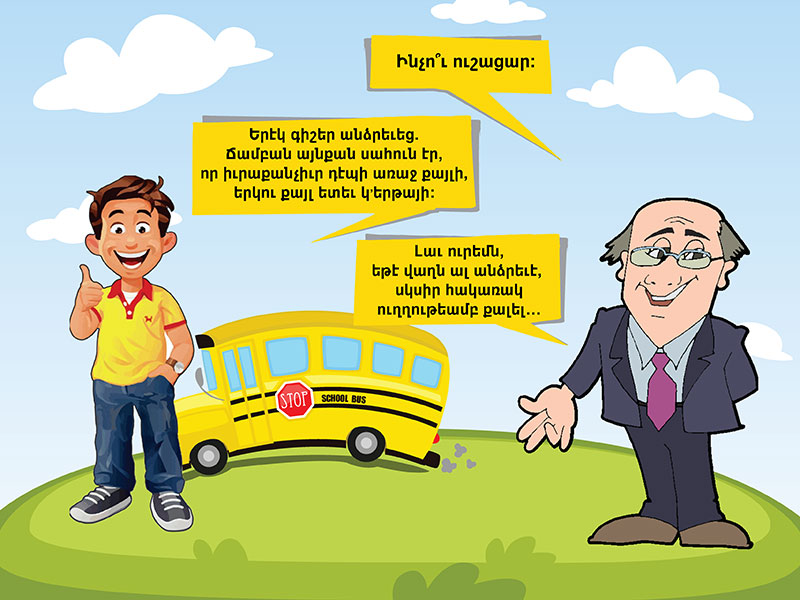 Ինչո՞ւ ուշացար:
Երէկ գիշեր անձրեւեց.
Ճամբան այնքան սահուն էր,
որ իւրաքանչիւր դէպի առաջ քայլի,
երկու քայլ ետեւ կ'երթայի:
Լաւ ուրեմն,
եթէ վաղն ալ անձրեւէ,
սկսիր հակառակ
ուղղութեամբ քալել...
STOP
SCHOOL BUS